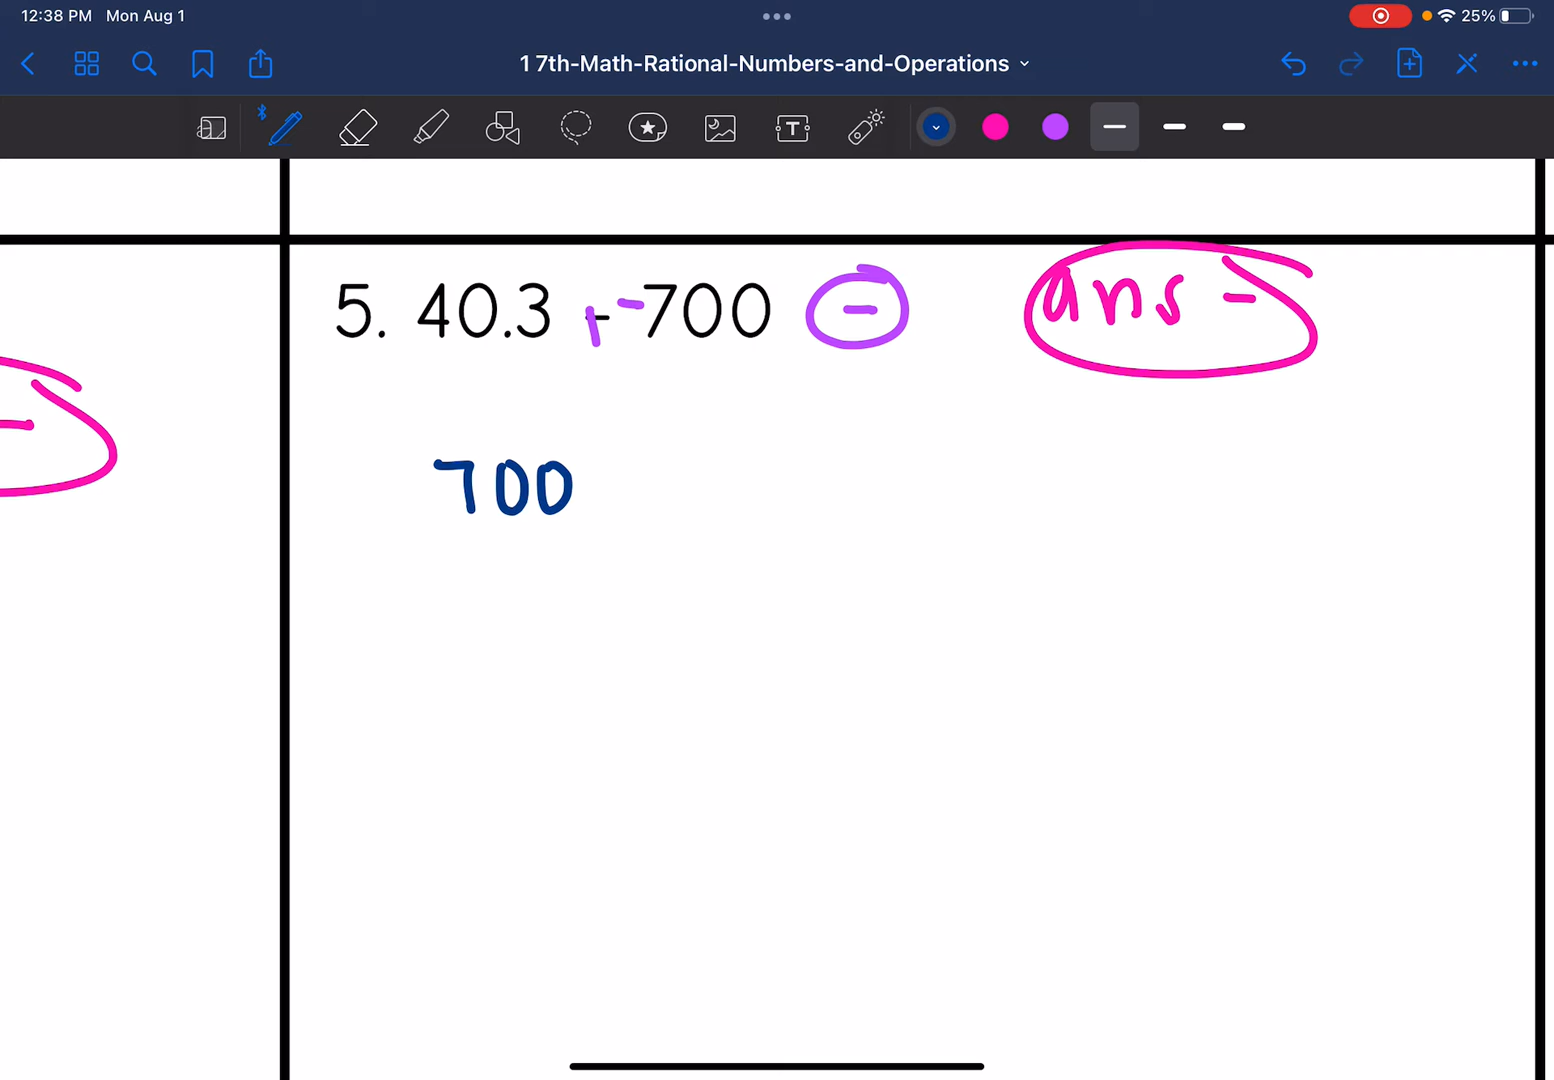 12:38 PM Mon Aug 1
25%
1 7th-Math-Rational-Numbers-and-Operations
T
5. 40.3 + -700 - ans -
700